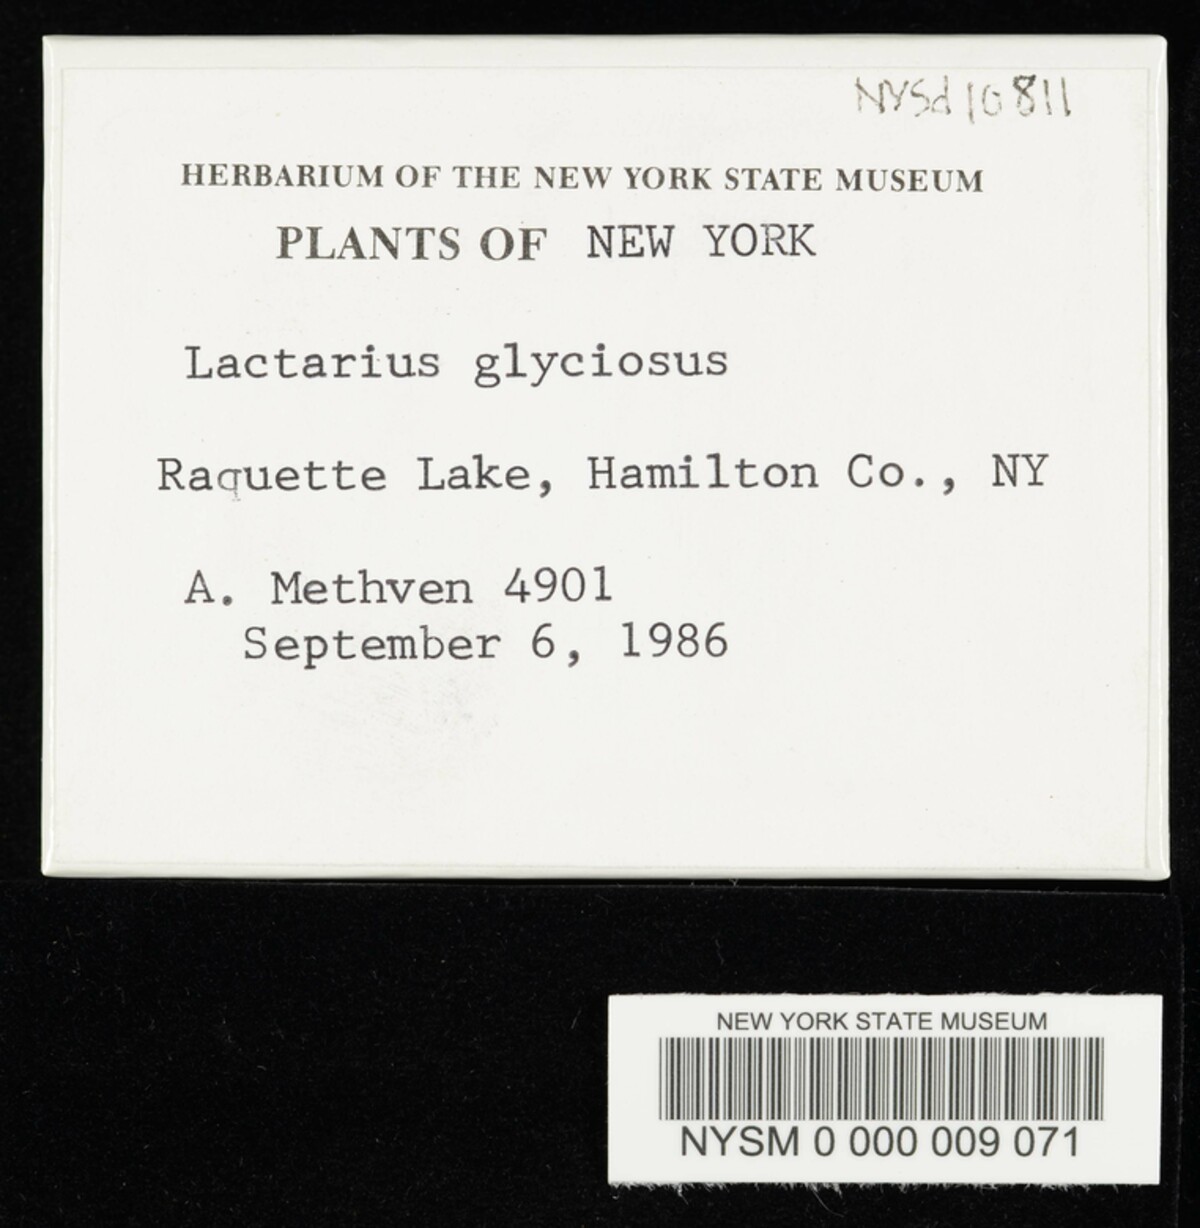 NYSd 10811
HERBARIUM OF THE NEW YORK STATE MUSEUM
PLANTS OF NEW YORK
Lactarius glyciosus
Raquette Lake, Hamilton Co., NY
A. Methven 4901
September 6, 1986
NEW YORK STATE MUSEUM
NYSM 0 000 009 071